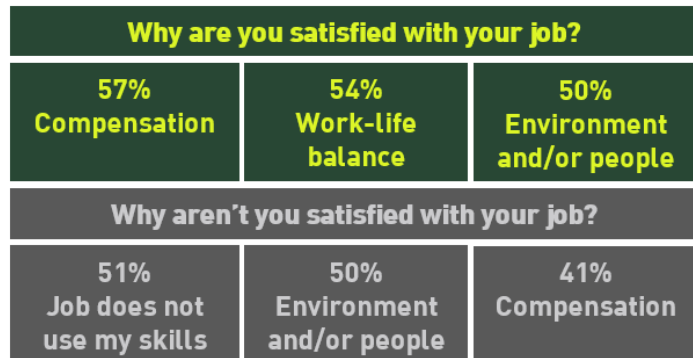 Why are you satisfied with your job?
57%
Compensation
54%
Work-life
balance
50%
Environment
and/or people
Why aren't you satisfied with your job?
51%
Job does not
use my skills
50%
Environment
and/or people
41%
Compensation